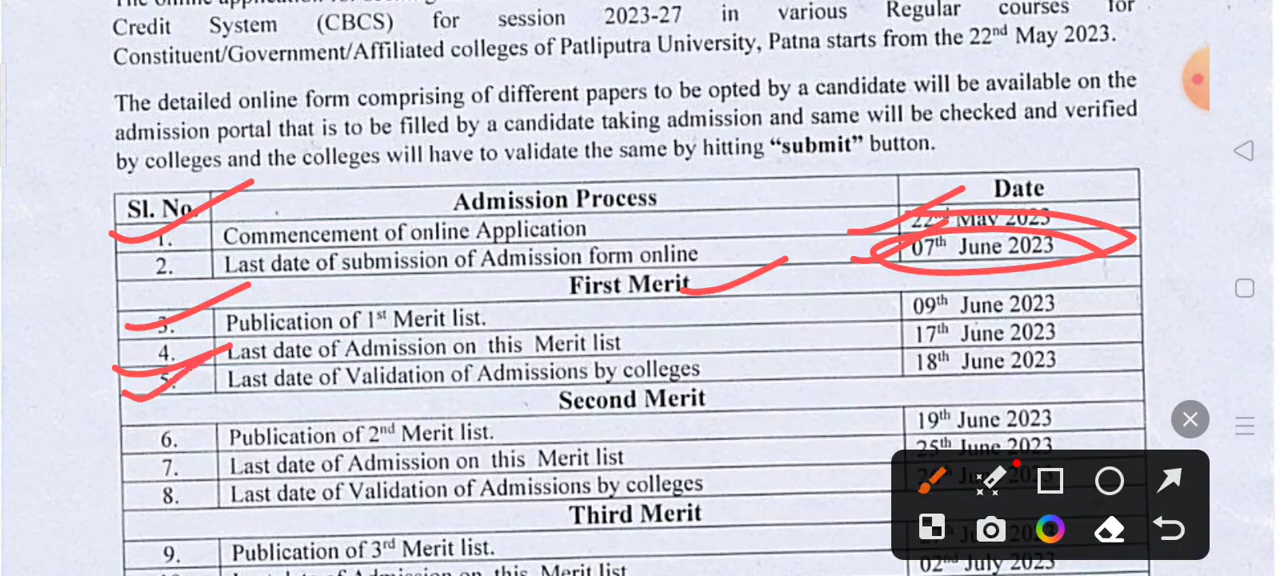 Credit System (CBCS) for session 2023-27 in various Regular courses for
Constituent/Government/Affiliated colleges of Patliputra University, Patna starts from the 22nd May 2023.
The detailed online form comprising of different papers to be opted by a candidate will be available on the
admission portal that is to be filled by a candidate taking admission and same will be checked and verified
by colleges and the colleges will have to validate the same by hitting “submit” button.
Sl. No. Admission Process Date
1. Commencement of online Application 22nd May 2023
2. Last date of submission of Admission form online 07th June 2023
First Merit
3. Publication of 1st Merit list. 09th June 2023
4. Last date of Admission on this Merit list 17th June 2023
5. Last date of Validation of Admissions by colleges 18th June 2023
Second Merit
6. Publication of 2nd Merit list. 19th June 2023
7. Last date of Admission on this Merit list 25th June 2023
8. Last date of Validation of Admissions by colleges
Third Merit
9. Publication of 3rd Merit list.
this Merit list 02nd July 2023